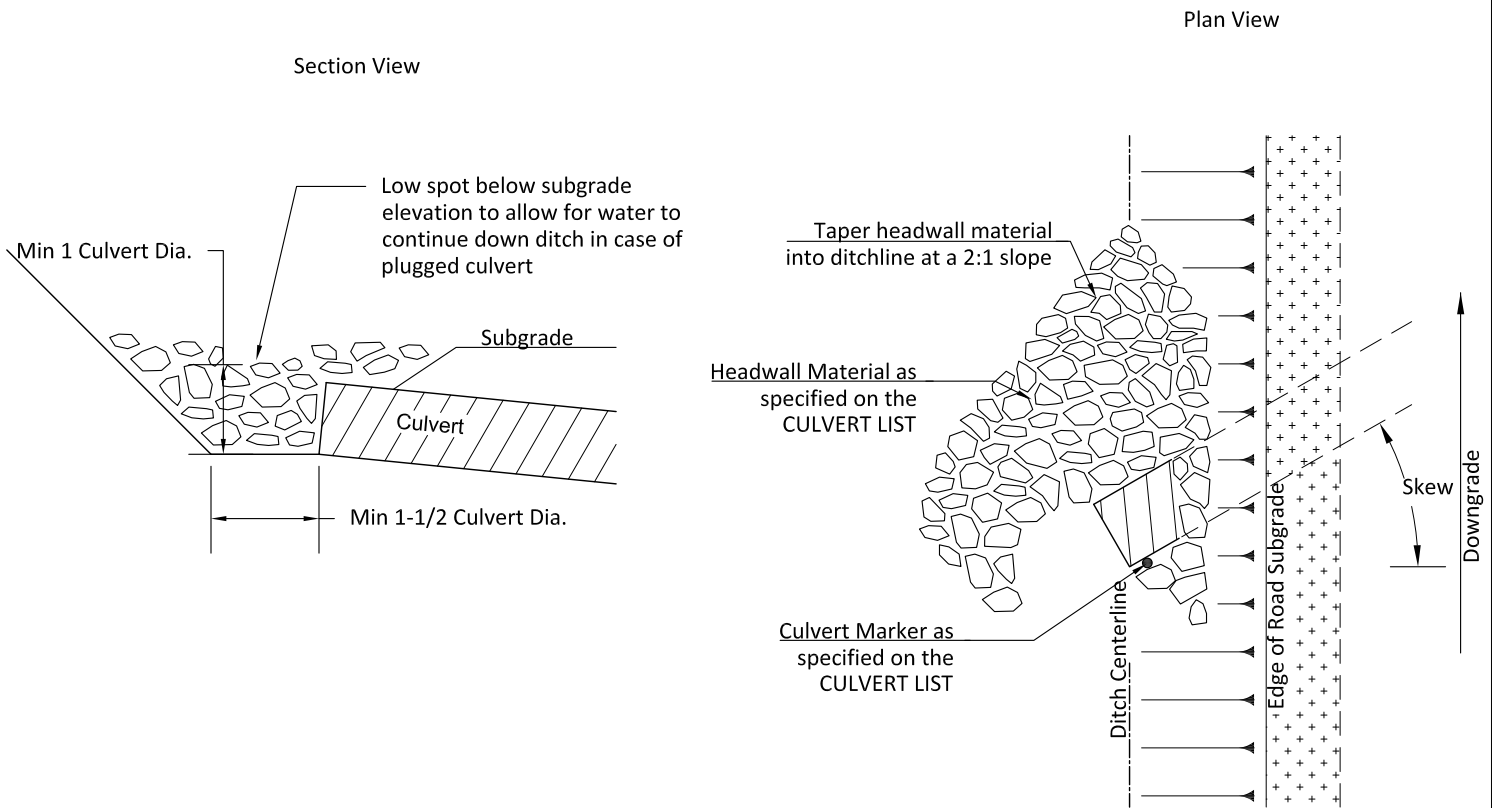 Plan View
Section View
Low spot below subgrade
elevation to allow for water to
continue down ditch in case of
plugged culvert
Min 1 Culvert Dia.
Subgrade
Culvert
Min 1-1/2 Culvert Dia.
Taper headwall material
into ditchline at a 2:1 slope
Headwall Material as
specified on the
CULVERT LIST
Culvert Marker as
specified on the
CULVERT LIST
Ditch Centerline
Edge of Road Subgrade
Skew
Downgrade